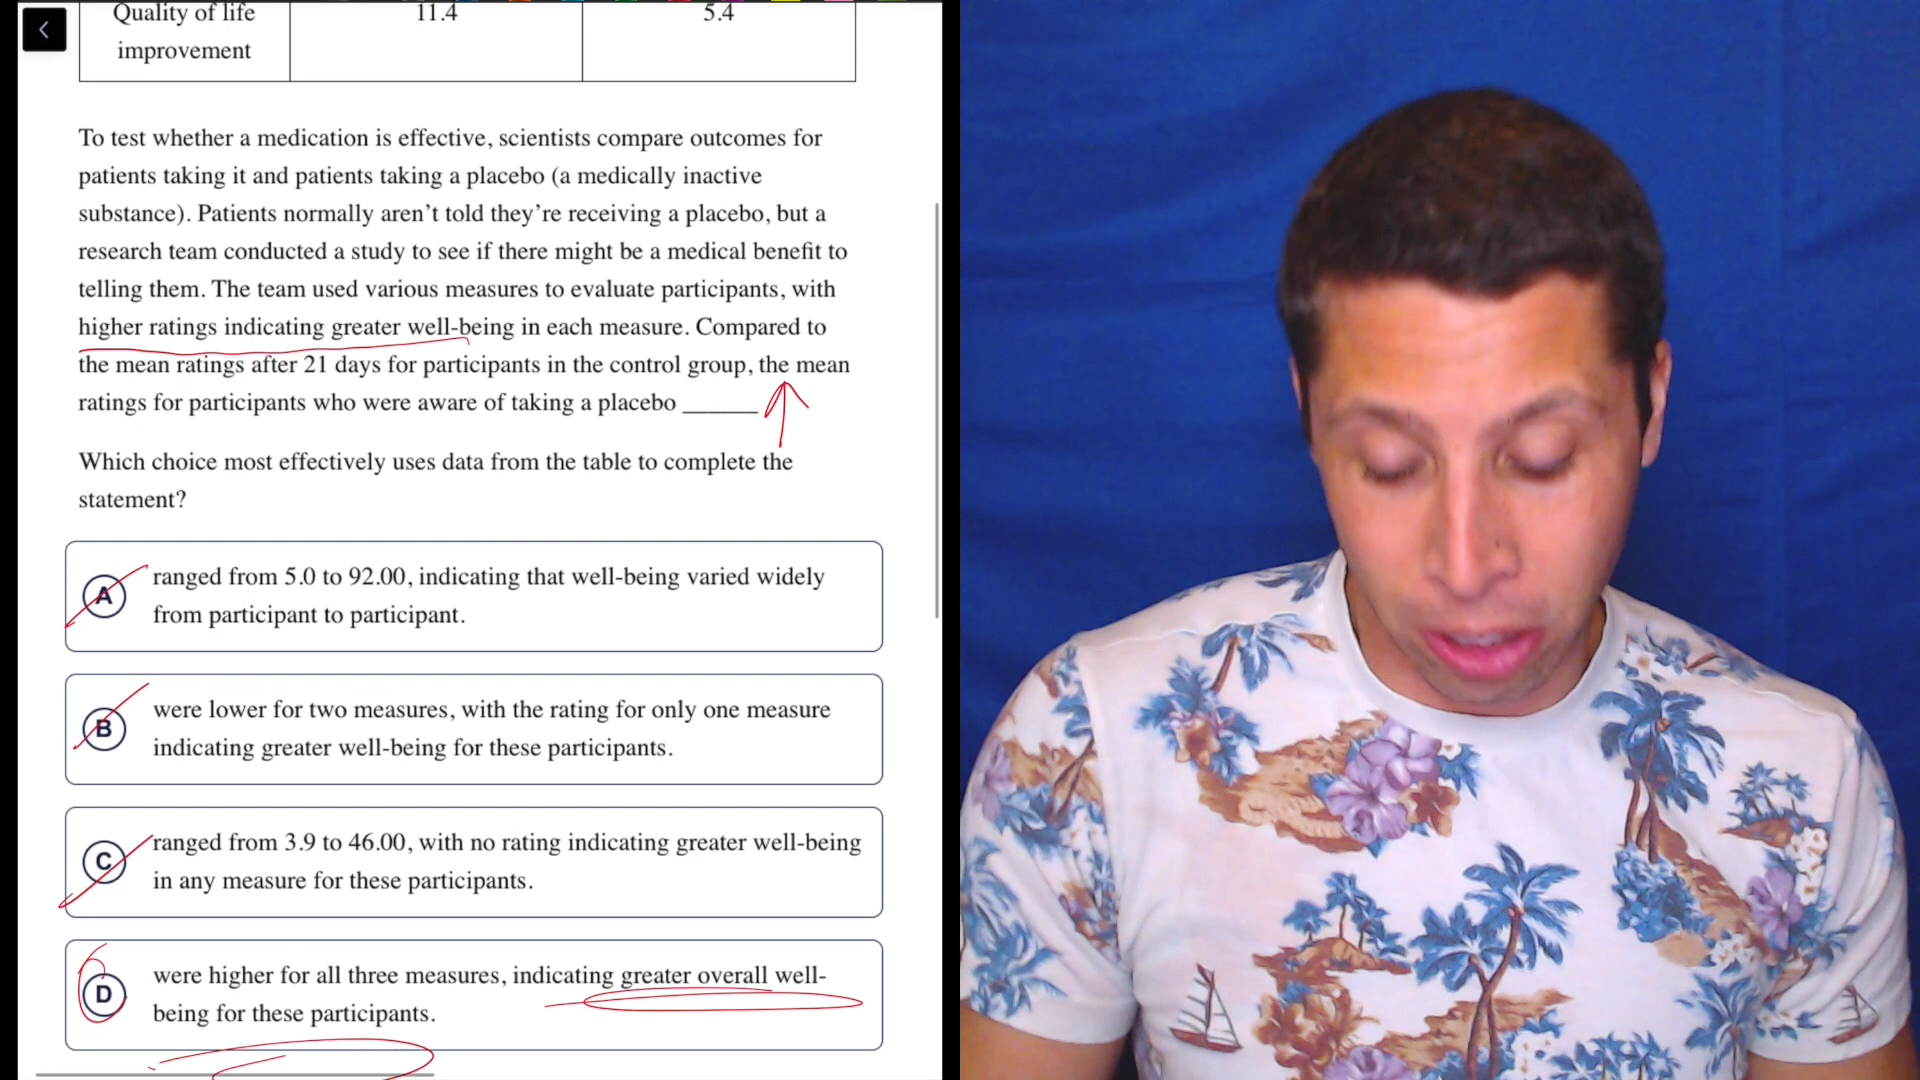 Quality of life
improvement
11.4
5.4
To test whether a medication is effective, scientists compare outcomes for
patients taking it and patients taking a placebo (a medically inactive
substance). Patients normally aren’t told they’re receiving a placebo, but a
research team conducted a study to see if there might be a medical benefit to
telling them. The team used various measures to evaluate participants, with
higher ratings indicating greater well-being in each measure. Compared to
the mean ratings after 21 days for participants in the control group, the mean
ratings for participants who were aware of taking a placebo ______
Which choice most effectively uses data from the table to complete the
statement?
A
ranged from 5.0 to 92.00, indicating that well-being varied widely
from participant to participant.
B
were lower for two measures, with the rating for only one measure
indicating greater well-being for these participants.
C
ranged from 3.9 to 46.00, with no rating indicating greater well-being
in any measure for these participants.
D
were higher for all three measures, indicating greater overall well-
being for these participants.